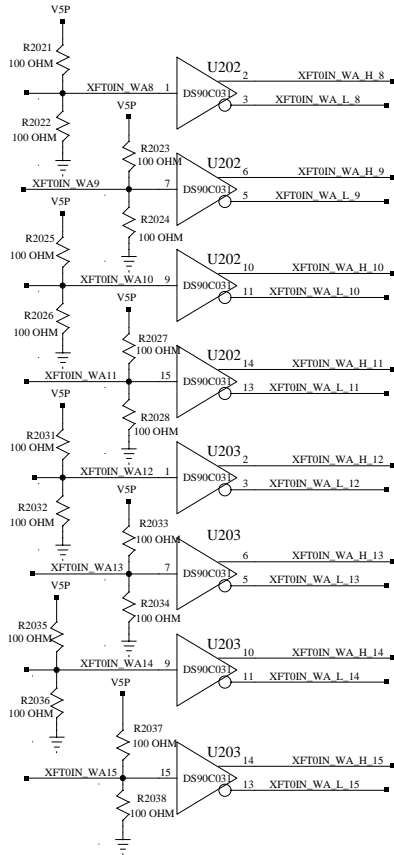 V5P
R2021
100 OHM
U202
XFT0IN_WA8 1 DS90C031 2 XFT0IN_WA_H_8
3 XFT0IN_WA_L_8
R2022
100 OHM
V5P
R2023
100 OHM
U202
XFT0IN_WA9 7 DS90C031 6 XFT0IN_WA_H_9
5 XFT0IN_WA_L_9
R2024
100 OHM
V5P
R2025
100 OHM
U202
XFT0IN_WA10 9 DS90C031 10 XFT0IN_WA_H_10
11 XFT0IN_WA_L_10
R2026
100 OHM
V5P
R2027
100 OHM
U202
XFT0IN_WA11 15 DS90C031 14 XFT0IN_WA_H_11
13 XFT0IN_WA_L_11
R2028
100 OHM
V5P
R2031
100 OHM
U203
XFT0IN_WA12 1 DS90C031 2 XFT0IN_WA_H_12
3 XFT0IN_WA_L_12
R2032
100 OHM
V5P
R2033
100 OHM
U203
XFT0IN_WA13 7 DS90C031 6 XFT0IN_WA_H_13
5 XFT0IN_WA_L_13
R2034
100 OHM
V5P
R2035
100 OHM
U203
XFT0IN_WA14 9 DS90C031 10 XFT0IN_WA_H_14
11 XFT0IN_WA_L_14
R2036
100 OHM
V5P
R2037
100 OHM
U203
XFT0IN_WA15 15 DS90C031 14 XFT0IN_WA_H_15
13 XFT0IN_WA_L_15
R2038
100 OHM